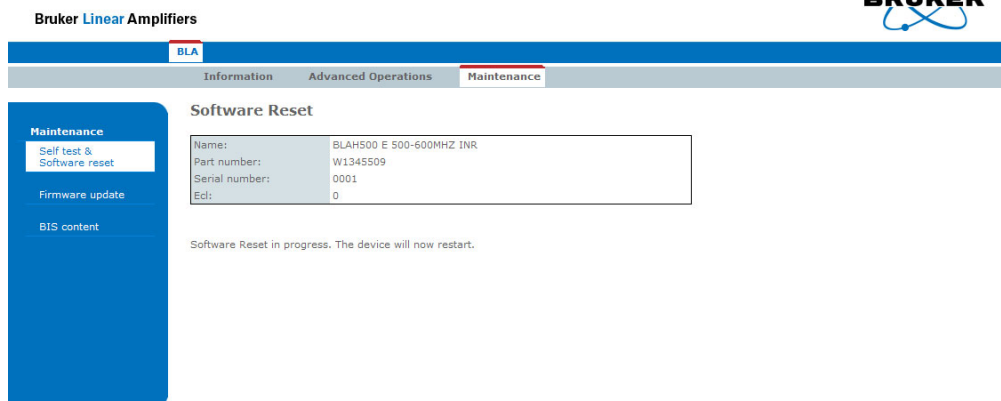 BRUKER
Bruker Linear Amplifiers
BLA
Information Advanced Operations Maintenance
Maintenance
Self test &
Software reset
Firmware update
BIS content
Software Reset
Name: BLAH500 E 500-600MHZ INR
Part number: W1345509
Serial number: 0001
Ecl: 0
Software Reset in progress. The device will now restart.